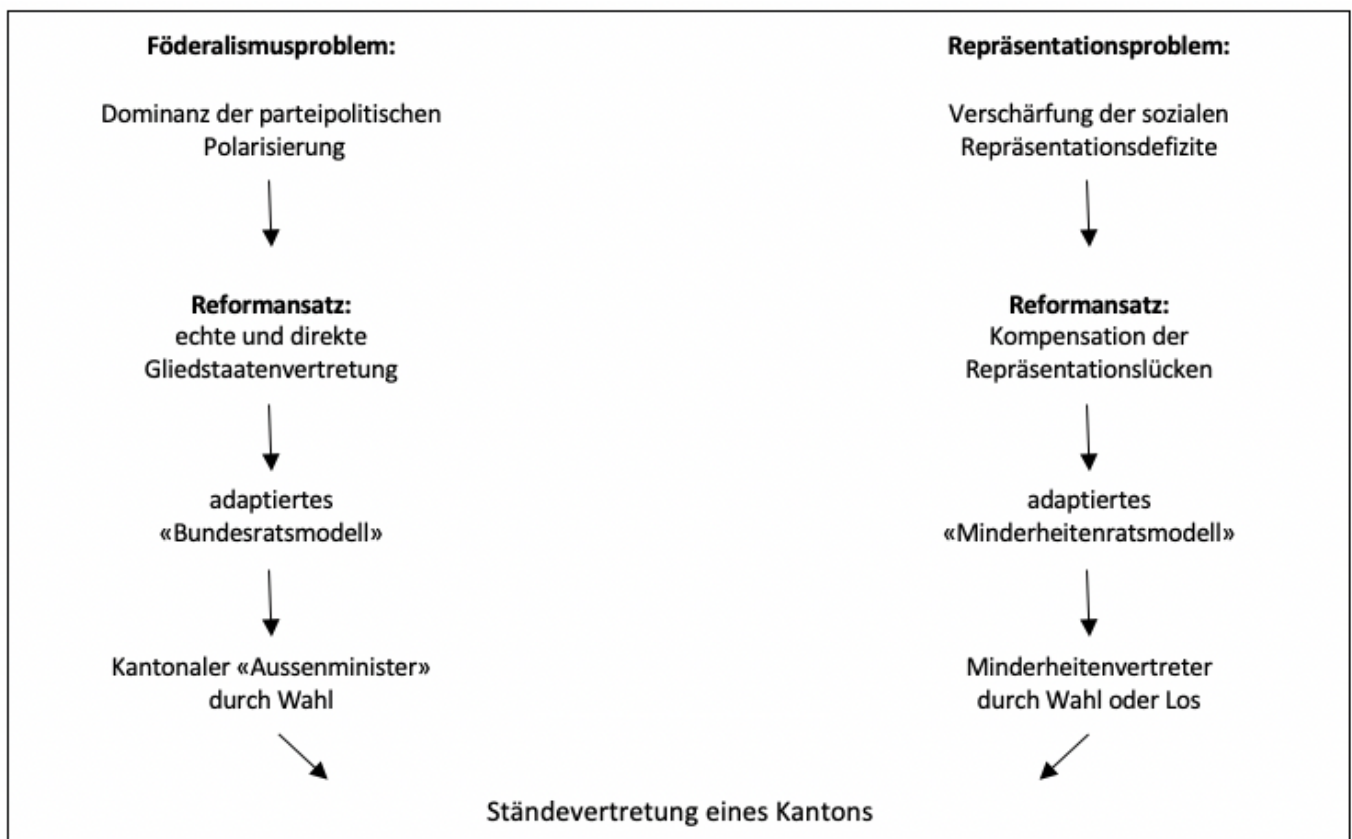 Föderalismusproblem:
Dominanz der parteipolitischen
Polarisierung
Reformansatz:
echte und direkte
Gliedstaatenvertretung
adaptiertes
«Bundesratsmodell»
Kantonaler «Aussenminister»
durch Wahl
Repräsentationsproblem:
Verschärfung der sozialen
Repräsentationsdefizite
Reformansatz:
Kompensation der
Repräsentationslücken
adaptiertes
«Minderheitenratsmodell»
Minderheitenvertreter
durch Wahl oder Los
Ständevertretung eines Kantons